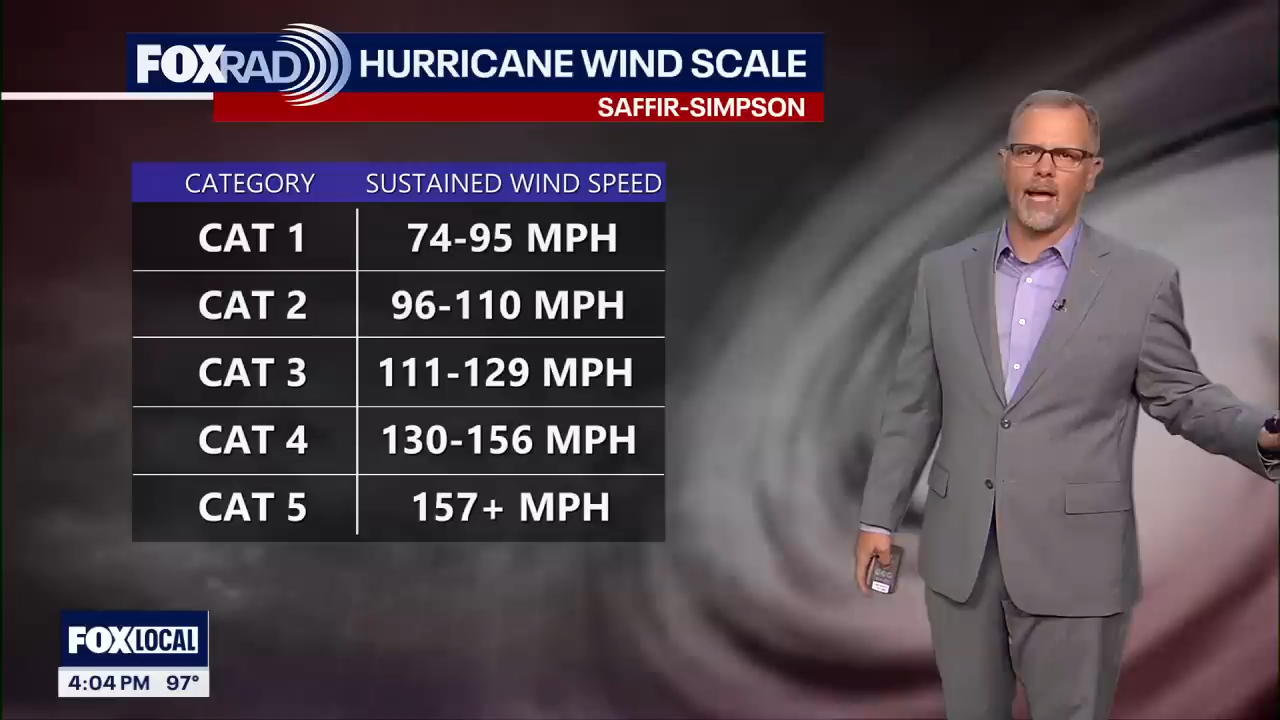 FOXRAD HURRICANE WIND SCALE
SAFFIR-SIMPSON
CATEGORY SUSTAINED WIND SPEED
CAT 1 74-95 MPH
CAT 2 96-110 MPH
CAT 3 111-129 MPH
CAT 4 130-156 MPH
CAT 5 157+ MPH
FOX LOCAL
4:04 PM 97°